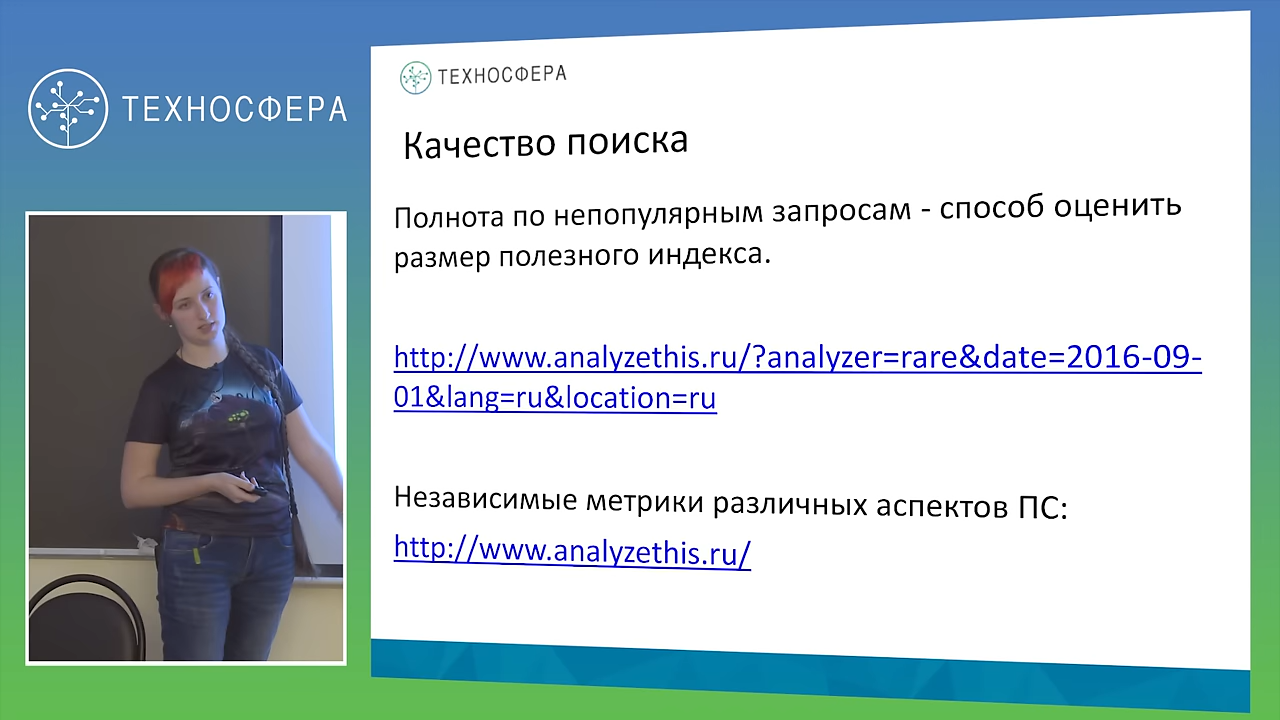 ТЕХНОСФЕРА
ТЕХНОСФЕРА
Качество поиска
Полнота по непопулярным запросам - способ оценить
размер полезного индекса.
http://www.analyzethis.ru/?analyzer=rare&date=2016-09-
01&lang=ru&location=ru
Независимые метрики различных аспектов ПС:
http://www.analyzethis.ru/